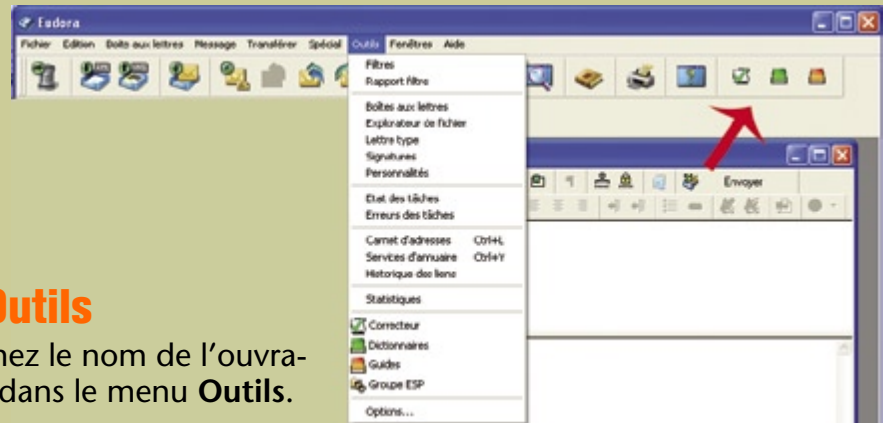 Eudora
Fichier Edition Boîte aux lettres Message Transférer Spécial Outils Fenêtres Aide
Filtres
Rapport filtre
Boîtes aux lettres
Explorateur de fichier
Lettre type
Signatures
Personnalités
Envoyer
Etat des tâches
Erreurs des tâches
Carnet d'adresses Ctrl+L
Services d'annuaire Ctrl+Y
Historique des liens
Statistiques
Correcteur
Dictionnaires
Guides
Groupe ESP
Options...
Outils
nez le nom de l'ouvra-
dans le menu Outils.